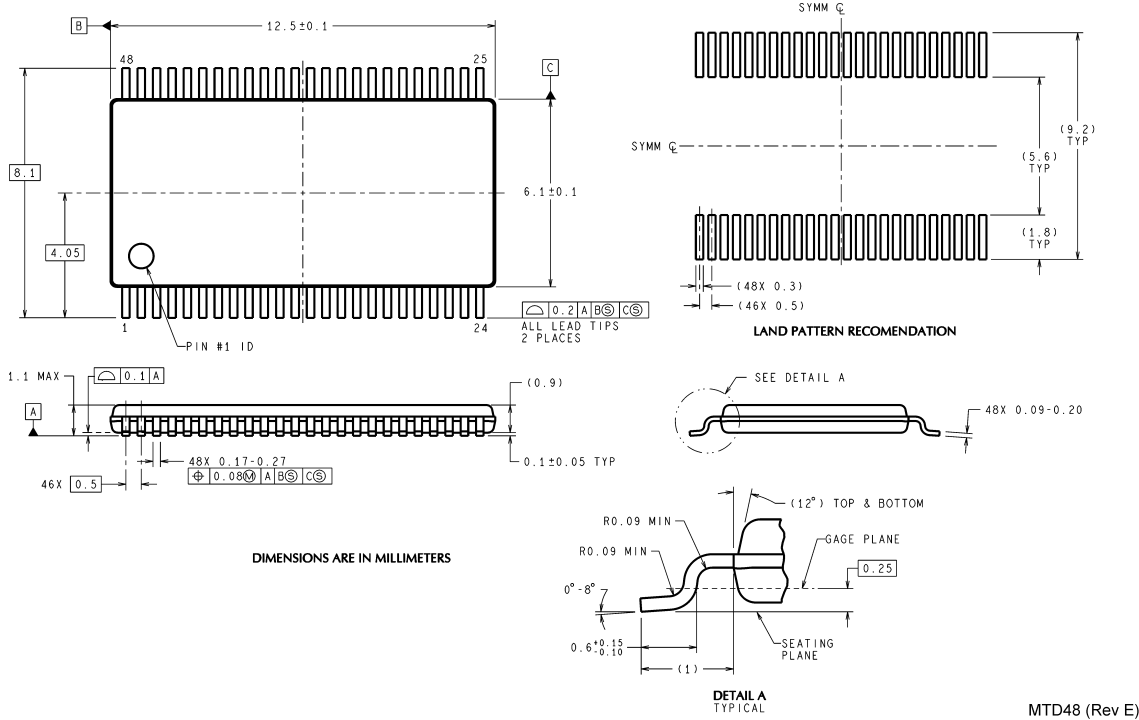 SYMM ℄
B
12.5±0.1
48
25
C
8.1
4.05
6.1±0.1
1
24
PIN #1 ID
⌓ 0.2 A BⓈ CⓈ
ALL LEAD TIPS
2 PLACES
SYMM ℄
(9.2)
TYP
(5.6)
TYP
(1.8)
TYP
(48X 0.3)
(46X 0.5)
LAND PATTERN RECOMENDATION
1.1 MAX
⌓ 0.1 A
(0.9)
A
48X 0.17-0.27
⌖ 0.08Ⓜ A BⓈ CⓈ
0.1±0.05 TYP
46X 0.5
SEE DETAIL A
48X 0.09-0.20
DIMENSIONS ARE IN MILLIMETERS
(12°) TOP & BOTTOM
R0.09 MIN
GAGE PLANE
R0.09 MIN
0.25
0°-8°
0.6 +0.15
-0.10
SEATING
PLANE
(1)
DETAIL A
TYPICAL
MTD48 (Rev E)